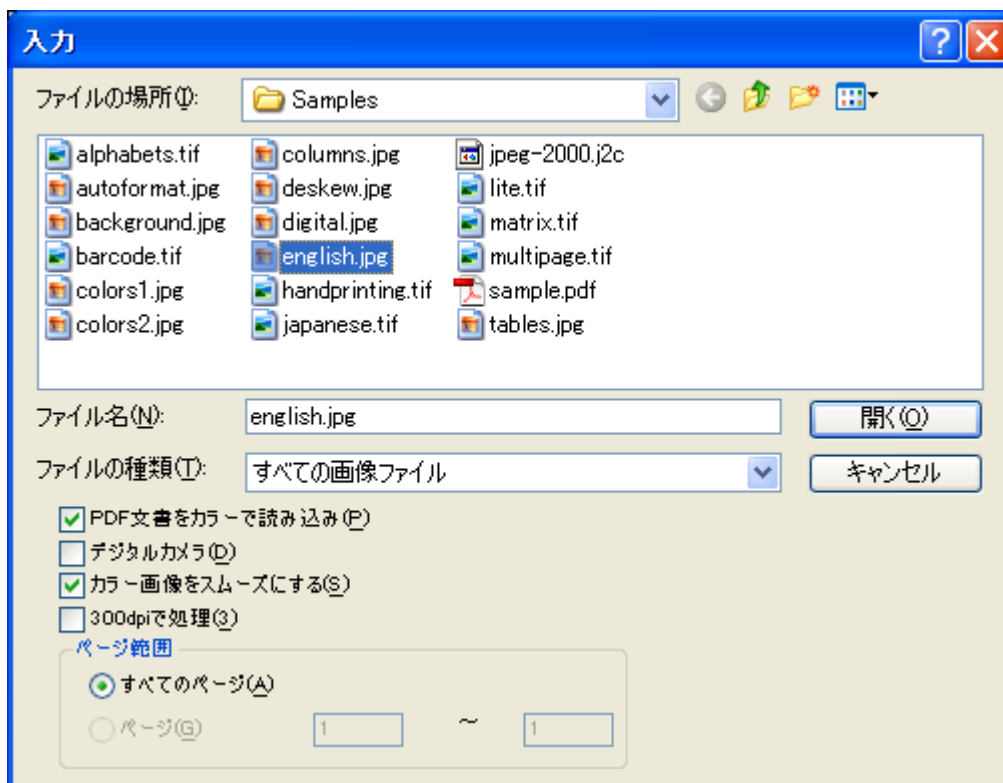 入力
ファイルの場所(I): Samples
alphabets.tif columns.jpg jpeg-2000.j2c
autoformat.jpg deskew.jpg lite.tif
background.jpg digital.jpg matrix.tif
barcode.tif english.jpg multipage.tif
colors1.jpg handprinting.tif sample.pdf
colors2.jpg japanese.tif tables.jpg
ファイル名(N): english.jpg 開く(O)
ファイルの種類(T): すべての画像ファイル キャンセル
PDF文書をカラーで読み込み(P)
デジタルカメラ(D)
カラー画像をスムーズにする(S)
300dpiで処理(3)
ページ範囲
すべてのページ(A)
ページ(G) 1 ～ 1